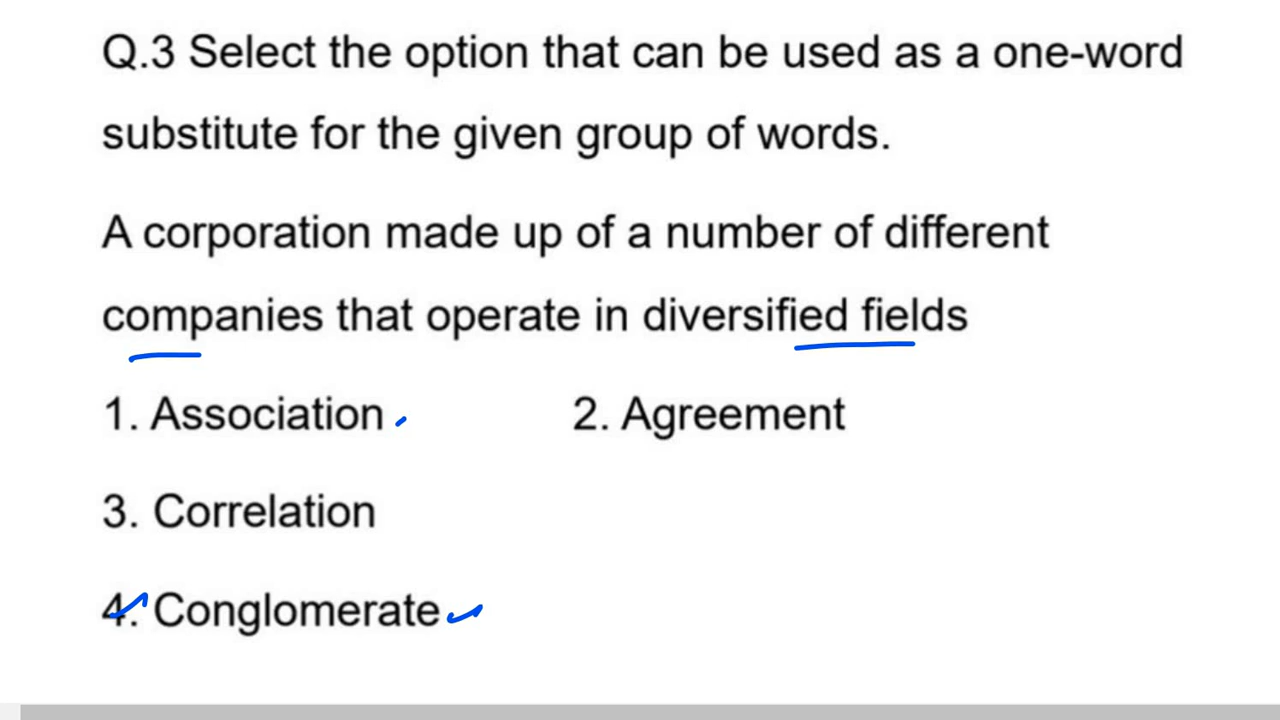 Q.3 Select the option that can be used as a one-word
substitute for the given group of words.
A corporation made up of a number of different
companies that operate in diversified fields
1. Association 2. Agreement
3. Correlation
4. Conglomerate